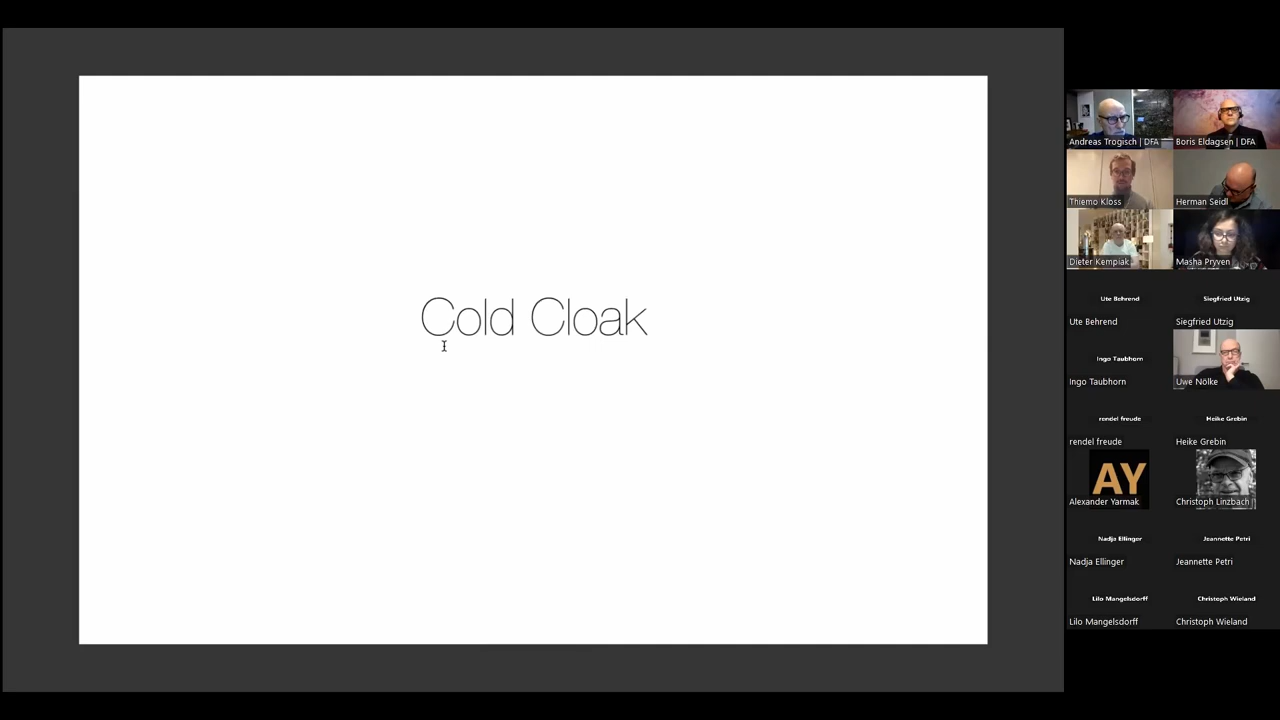 Cold Cloak
Andreas Trogisch | DFA
Boris Eldagsen | DFA
Thiemo Kloss
Herman Seidl
Dieter Kempiak
Masha Pryven
Ute Behrend
Siegfried Utzig
Ute Behrend
Siegfried Utzig
Ingo Taubhorn
Ingo Taubhorn
Uwe Nölke
rendel freude
Heike Grebin
rendel freude
Heike Grebin
AY
Alexander Yarmak
Christoph Linzbach |
Nadja Ellinger
Jeannette Petri
Nadja Ellinger
Jeannette Petri
Lilo Mangelsdorff
Christoph Wieland
Lilo Mangelsdorff
Christoph Wieland